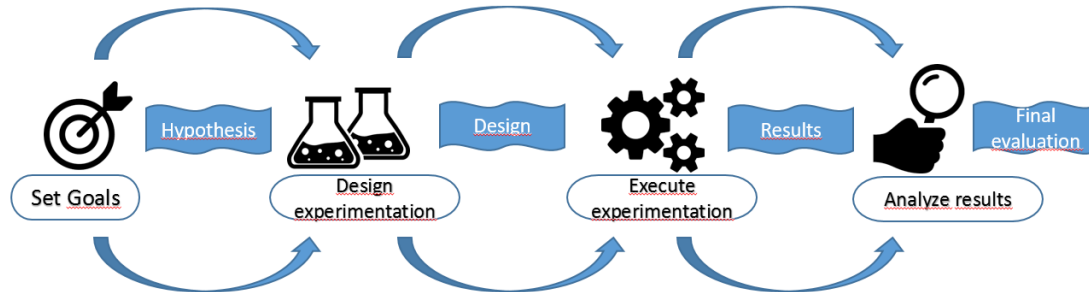 Hypothesis
Design
Results
Final
evaluation
Set Goals
Design
experimentation
Execute
experimentation
Analyze results